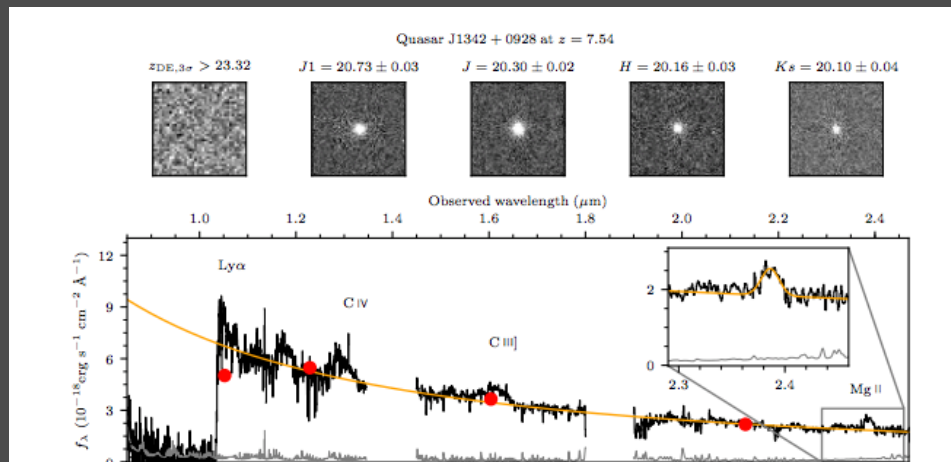 Quasar J1342 + 0928 at z = 7.54
zDE,3σ > 23.32
J1 = 20.73 ± 0.03
J = 20.30 ± 0.02
H = 20.16 ± 0.03
Ks = 20.10 ± 0.04
Observed wavelength (μm)
1.0 1.2 1.4 1.6 1.8 2.0 2.2 2.4
Lyα
C IV
C III]
Mg II
12
9
6
3
0
fλ (10⁻¹⁸erg s⁻¹ cm⁻² Å⁻¹)
2
0
2.3 2.4